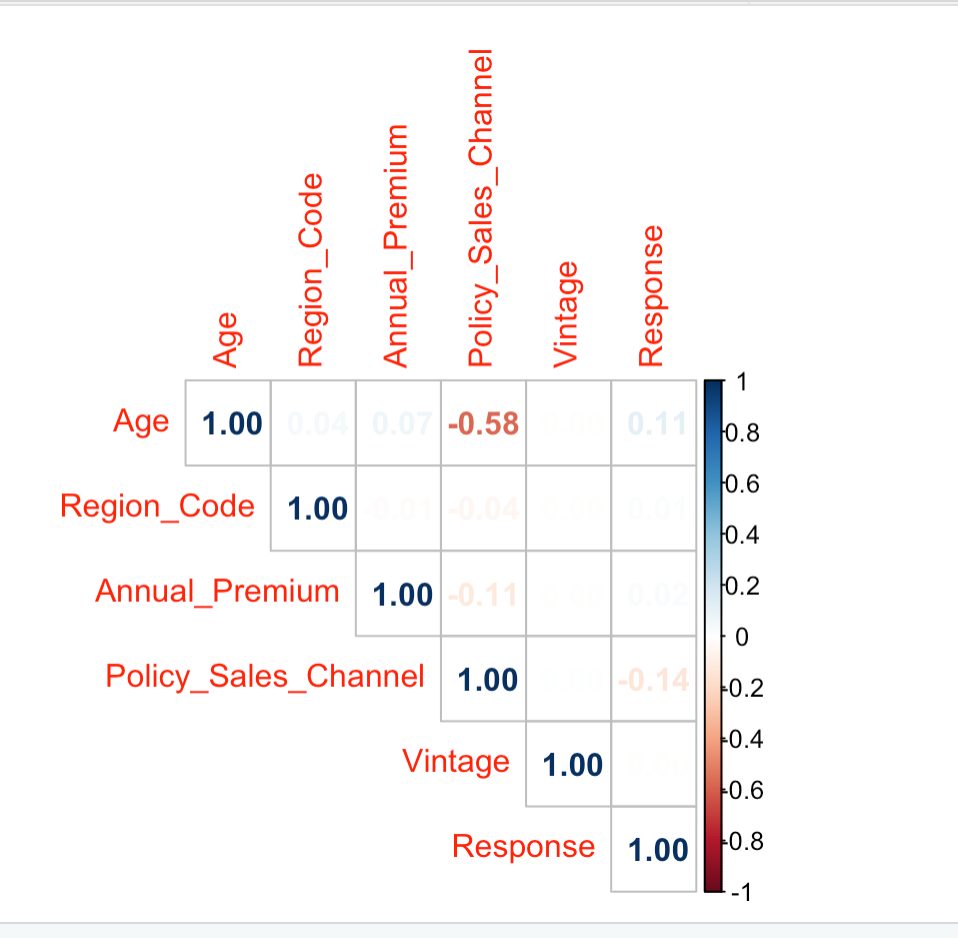 Age
Region_Code
Annual_Premium
Policy_Sales_Channel
Vintage
Response
Age 1.00 0.04 0.07 -0.58 0.11
Region_Code 1.00 -0.01 -0.04 0.01
Annual_Premium 1.00 -0.11 0.02
Policy_Sales_Channel 1.00 -0.14
Vintage 1.00
Response 1.00
1
0.8
0.6
0.4
0.2
0
-0.2
-0.4
-0.6
-0.8
-1